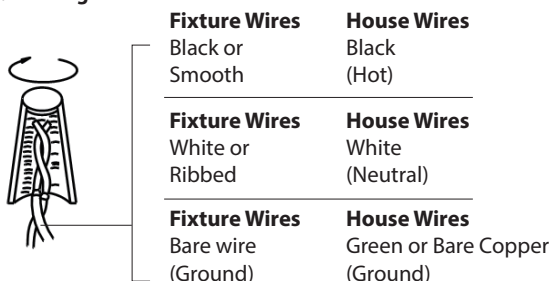 Fixture Wires House Wires
Black or Black
Smooth (Hot)
Fixture Wires House Wires
White or White
Ribbed (Neutral)
Fixture Wires House Wires
Bare wire Green or Bare Copper
(Ground) (Ground)